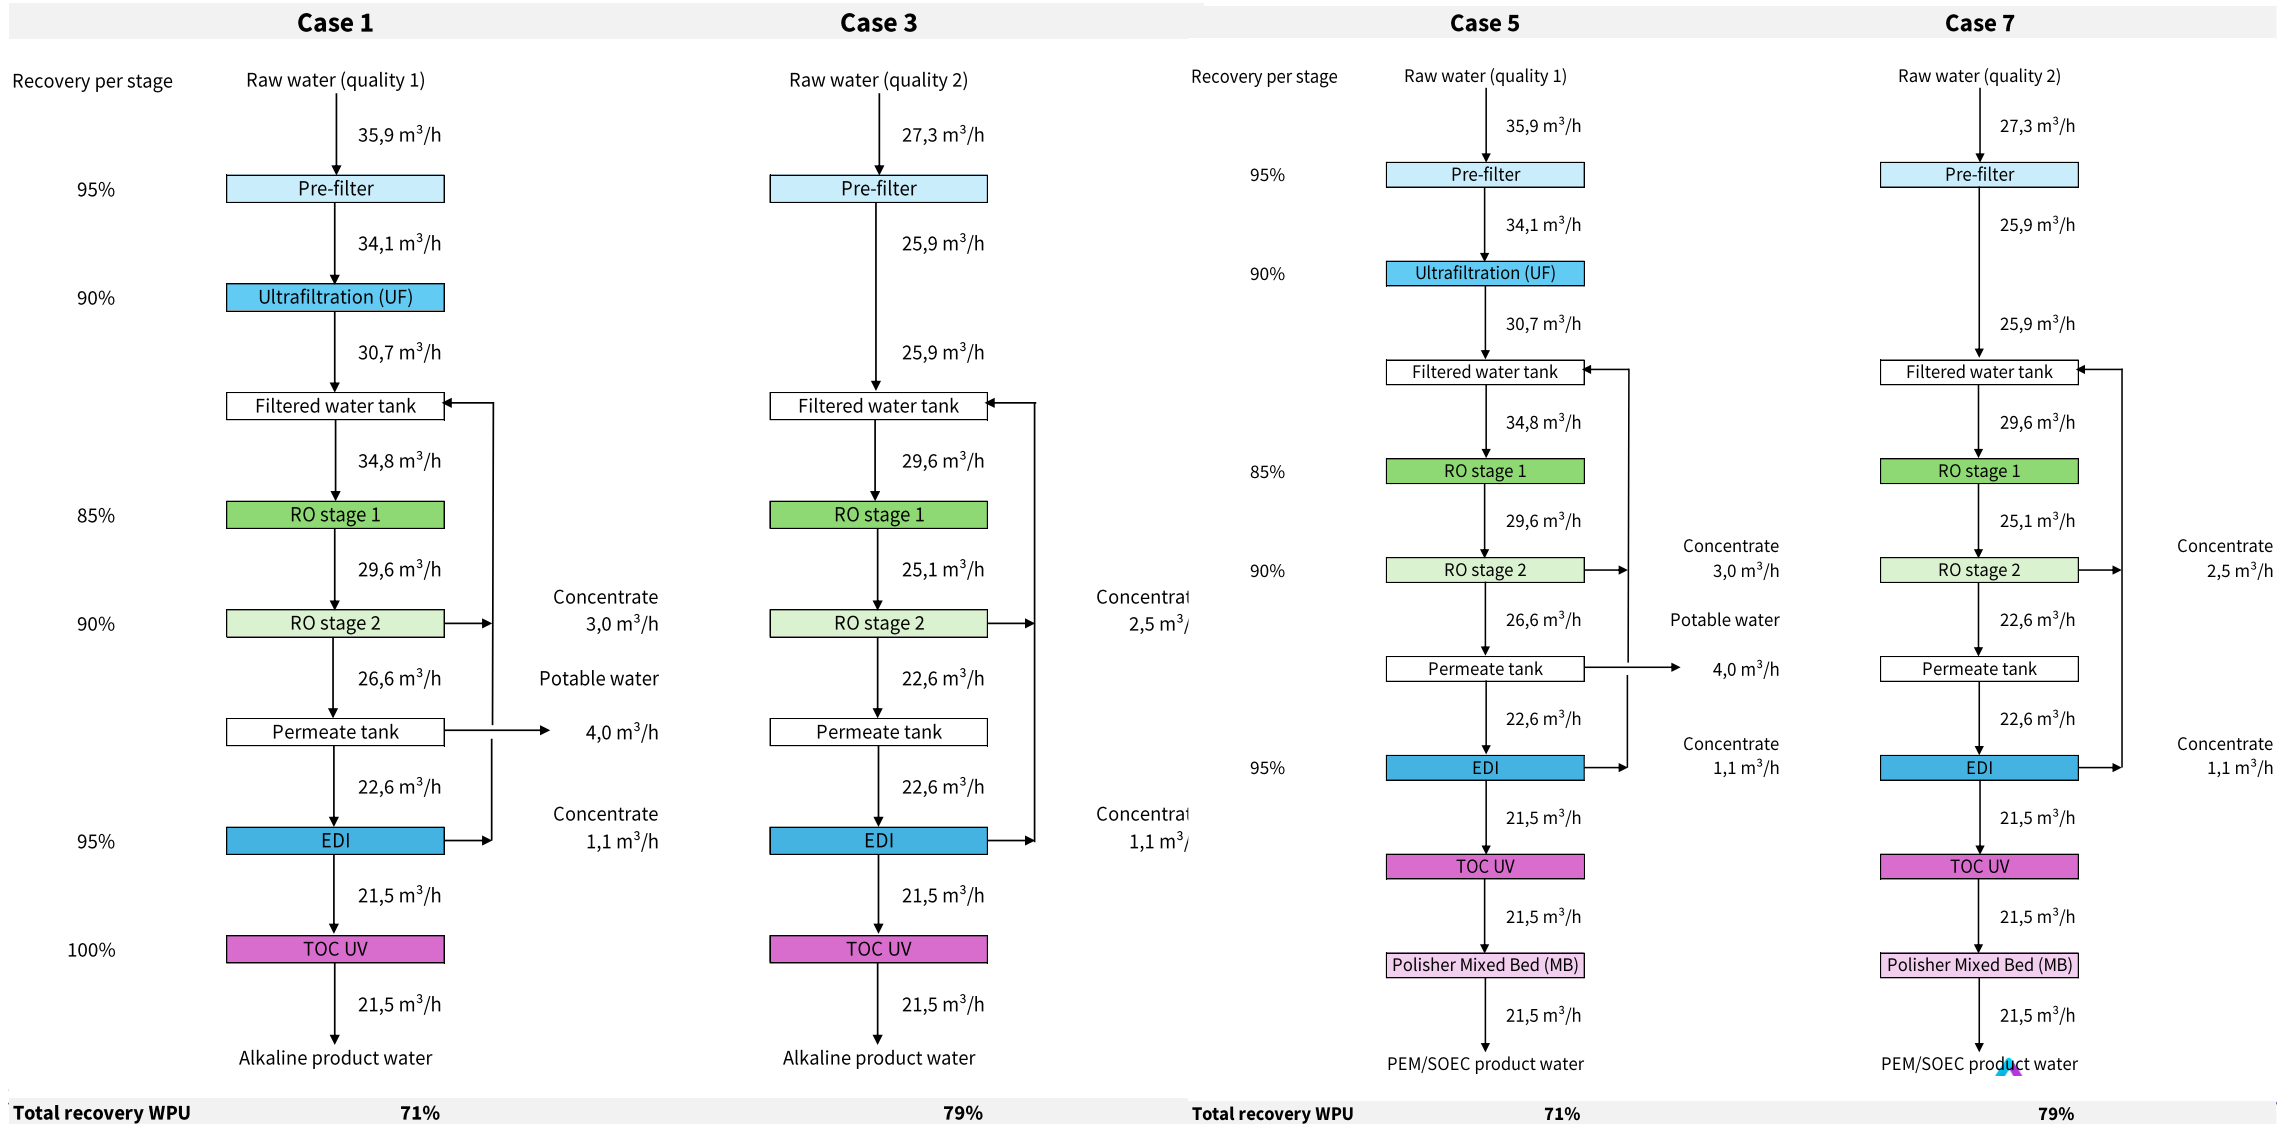 Case 1
Case 3
Case 5
Case 7
Recovery per stage
Raw water (quality 1)
35,9 m³/h
95%
Pre-filter
34,1 m³/h
90%
Ultrafiltration (UF)
30,7 m³/h
Filtered water tank
34,8 m³/h
85%
RO stage 1
29,6 m³/h
Concentrate
90%
RO stage 2
3,0 m³/h
26,6 m³/h
Potable water
Permeate tank
4,0 m³/h
22,6 m³/h
Concentrate
95%
EDI
1,1 m³/h
21,5 m³/h
100%
TOC UV
21,5 m³/h
Alkaline product water
Total recovery WPU
71%
Raw water (quality 2)
27,3 m³/h
Pre-filter
25,9 m³/h
25,9 m³/h
Filtered water tank
29,6 m³/h
RO stage 1
25,1 m³/h
Concentrat
RO stage 2
2,5 m³/
22,6 m³/h
Permeate tank
22,6 m³/h
Concentrat
EDI
1,1 m³/
21,5 m³/h
TOC UV
21,5 m³/h
Alkaline product water
79%
Recovery per stage
Raw water (quality 1)
35,9 m³/h
95%
Pre-filter
34,1 m³/h
90%
Ultrafiltration (UF)
30,7 m³/h
Filtered water tank
34,8 m³/h
85%
RO stage 1
29,6 m³/h
Concentrate
90%
RO stage 2
3,0 m³/h
26,6 m³/h
Potable water
Permeate tank
4,0 m³/h
22,6 m³/h
Concentrate
95%
EDI
1,1 m³/h
21,5 m³/h
TOC UV
21,5 m³/h
Polisher Mixed Bed (MB)
21,5 m³/h
PEM/SOEC product water
Total recovery WPU
71%
Raw water (quality 2)
27,3 m³/h
Pre-filter
25,9 m³/h
25,9 m³/h
Filtered water tank
29,6 m³/h
RO stage 1
25,1 m³/h
Concentrate
RO stage 2
2,5 m³/h
22,6 m³/h
Permeate tank
22,6 m³/h
Concentrate
EDI
1,1 m³/h
21,5 m³/h
TOC UV
21,5 m³/h
Polisher Mixed Bed (MB)
21,5 m³/h
PEM/SOEC product water
79%